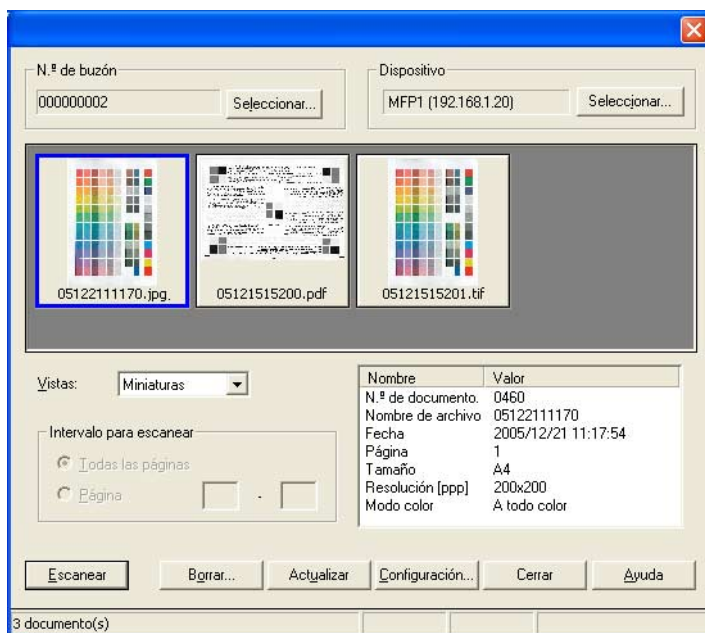 N.º de buzón
000000002
Seleccionar...
Dispositivo
MFP1 (192.168.1.20)
Seleccionar...
05122111170.jpg.
05121515200.pdf
05121515201.tif
Vistas:
Miniaturas
Intervalo para escanear
Todas las páginas
Página
-
Nombre Valor
N.º de documento. 0460
Nombre de archivo 05122111170
Fecha 2005/12/21 11:17:54
Página 1
Tamaño A4
Resolución [ppp] 200x200
Modo color A todo color
Escanear
Borrar...
Actualizar
Configuración...
Cerrar
Ayuda
3 documento(s)